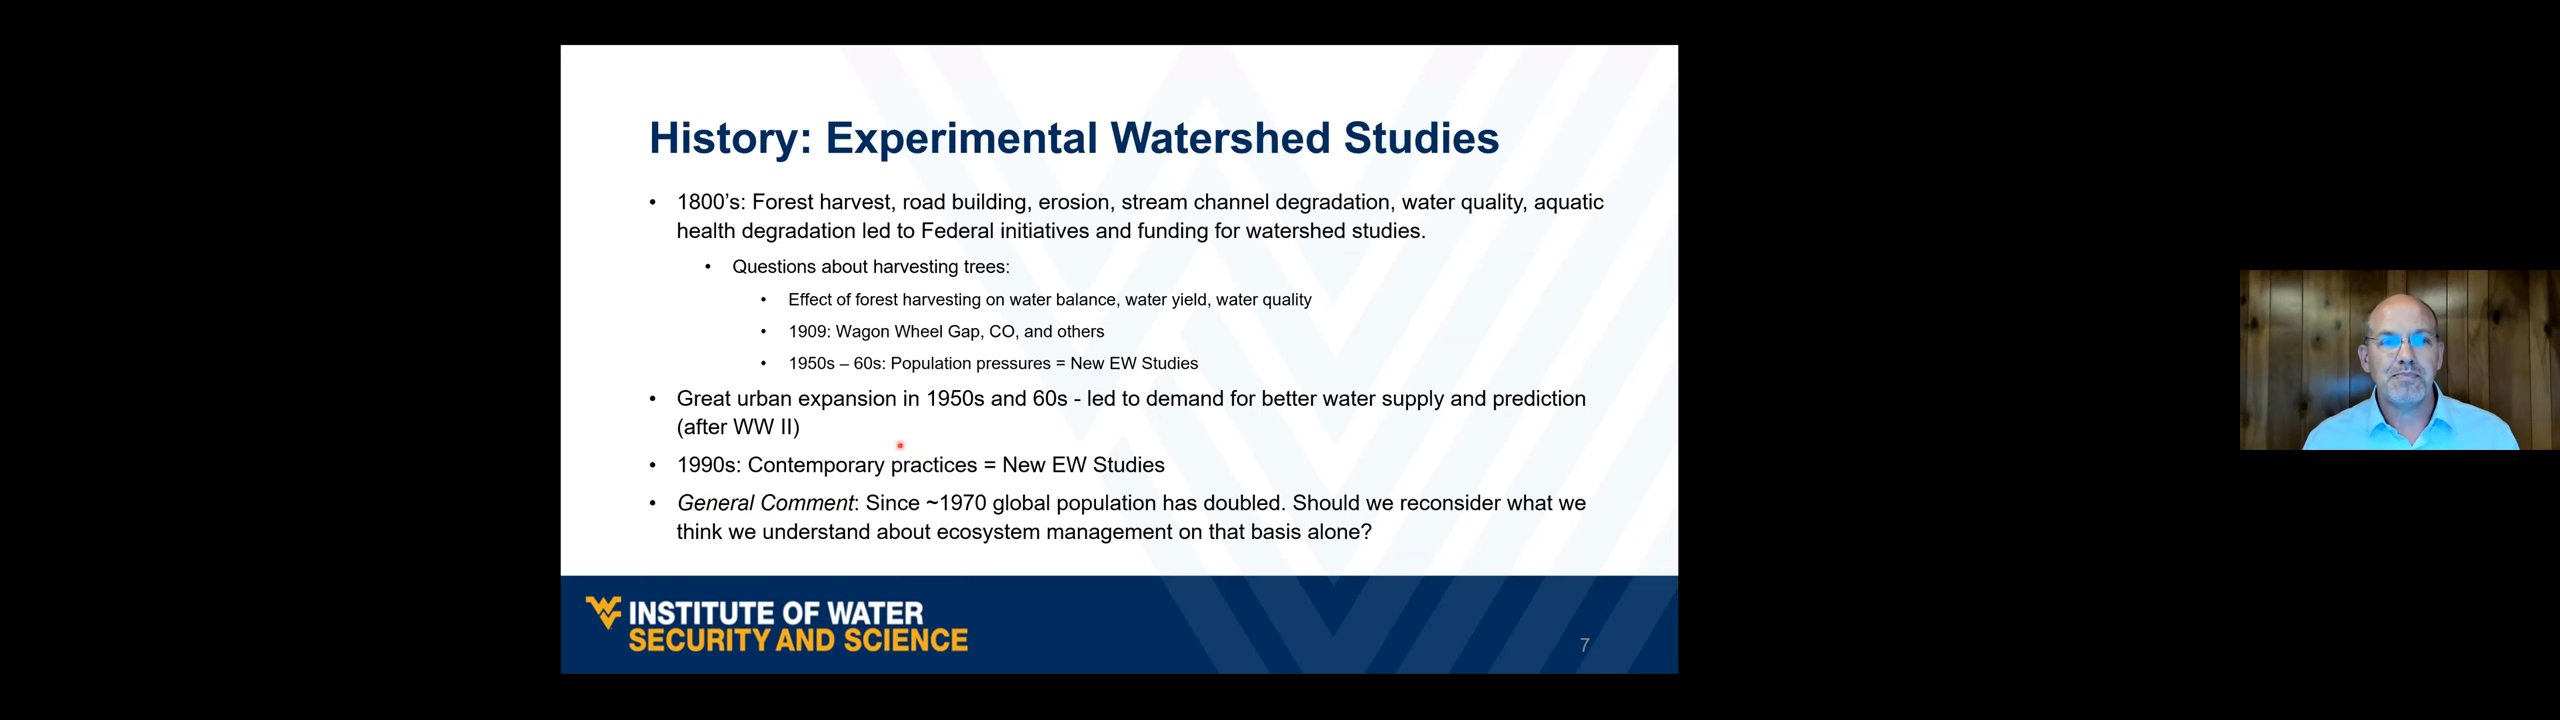 History: Experimental Watershed Studies
• 1800’s: Forest harvest, road building, erosion, stream channel degradation, water quality, aquatic
health degradation led to Federal initiatives and funding for watershed studies.
• Questions about harvesting trees:
• Effect of forest harvesting on water balance, water yield, water quality
• 1909: Wagon Wheel Gap, CO, and others
• 1950s – 60s: Population pressures = New EW Studies
• Great urban expansion in 1950s and 60s - led to demand for better water supply and prediction
(after WW II)
• 1990s: Contemporary practices = New EW Studies
• General Comment: Since ~1970 global population has doubled. Should we reconsider what we
think we understand about ecosystem management on that basis alone?
INSTITUTE OF WATER
SECURITY AND SCIENCE
7